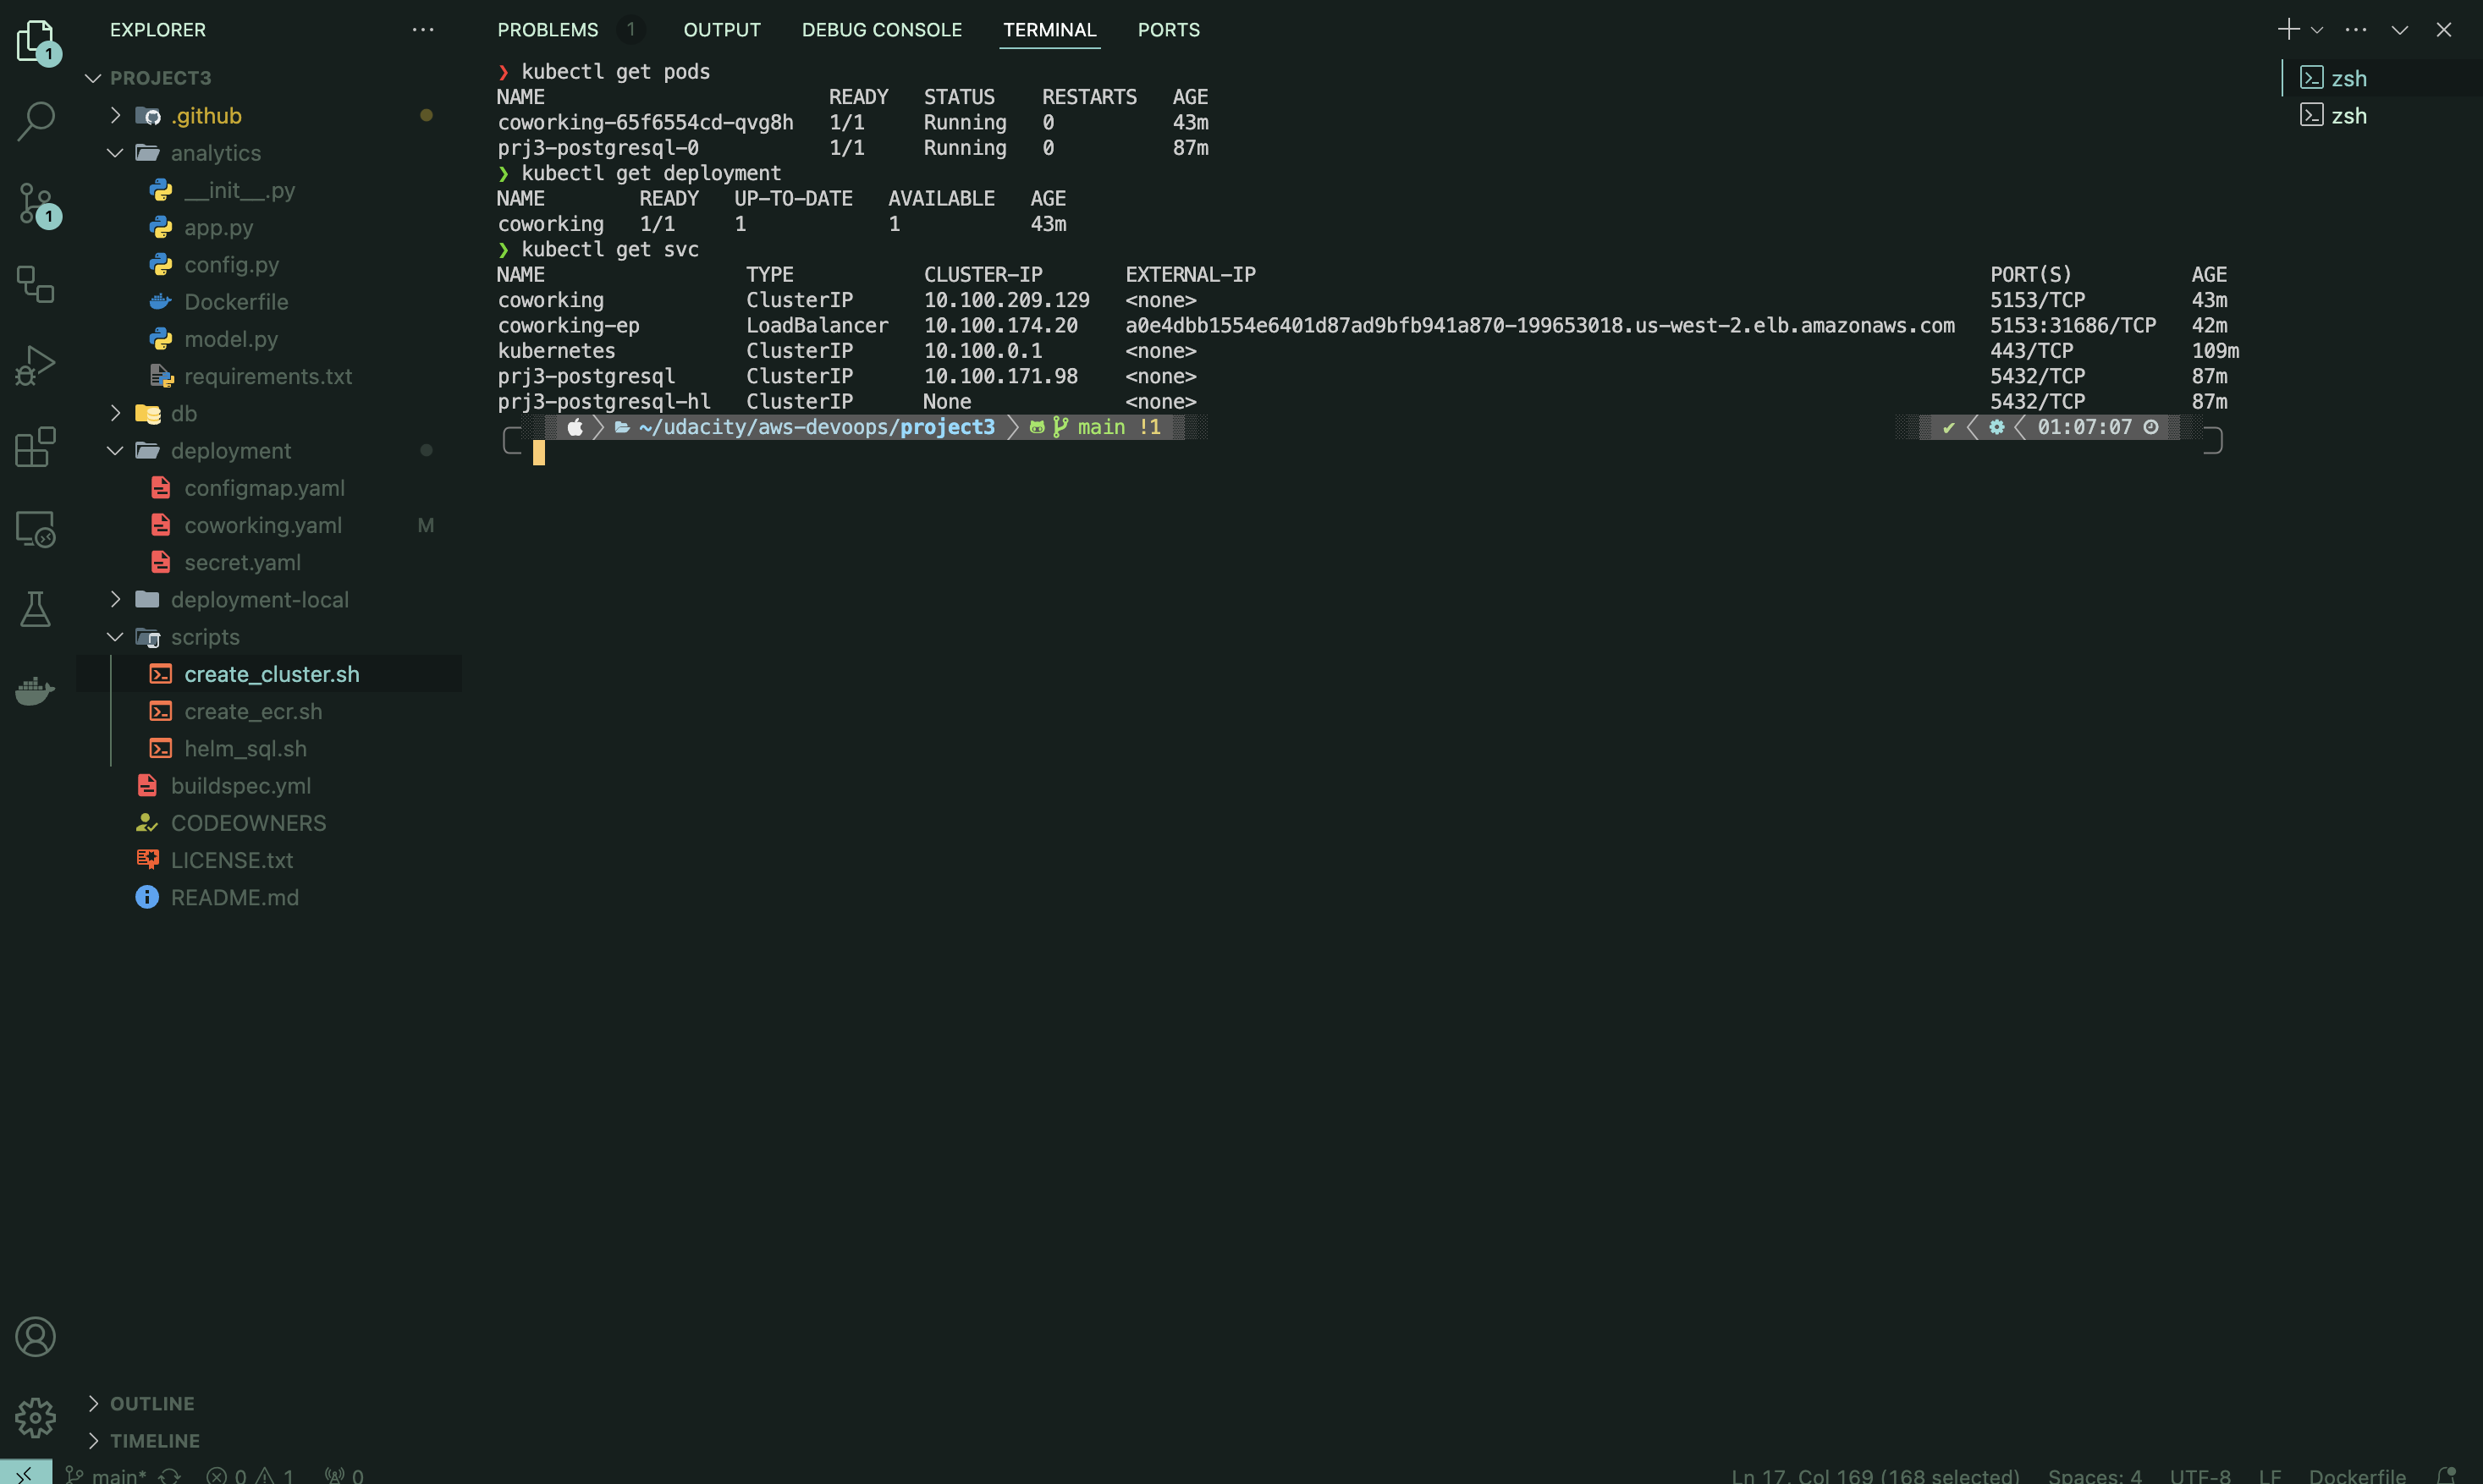 EXPLORER
PROJECT3
.github
analytics
__init__.py
app.py
config.py
Dockerfile
model.py
requirements.txt
db
deployment
configmap.yaml
coworking.yaml M
secret.yaml
deployment-local
scripts
create_cluster.sh
create_ecr.sh
helm_sql.sh
buildspec.yml
CODEOWNERS
LICENSE.txt
README.md
OUTLINE
TIMELINE
1
1
PROBLEMS 1 OUTPUT DEBUG CONSOLE TERMINAL PORTS
❯ kubectl get pods
NAME READY STATUS RESTARTS AGE
coworking-65f6554cd-qvg8h 1/1 Running 0 43m
prj3-postgresql-0 1/1 Running 0 87m
❯ kubectl get deployment
NAME READY UP-TO-DATE AVAILABLE AGE
coworking 1/1 1 1 43m
❯ kubectl get svc
NAME TYPE CLUSTER-IP EXTERNAL-IP PORT(S) AGE
coworking ClusterIP 10.100.209.129 <none> 5153/TCP 43m
coworking-ep LoadBalancer 10.100.174.20 a0e4dbb1554e6401d87ad9bfb941a870-199653018.us-west-2.elb.amazonaws.com 5153:31686/TCP 42m
kubernetes ClusterIP 10.100.0.1 <none> 443/TCP 109m
prj3-postgresql ClusterIP 10.100.171.98 <none> 5432/TCP 87m
prj3-postgresql-hl ClusterIP None <none> 5432/TCP 87m
~/udacity/aws-devoops/project3 main !1 ✔ 01:07:07
zsh
zsh
main* 0 1 0 Ln 17, Col 169 (168 selected) Spaces: 4 UTF-8 LF Dockerfile